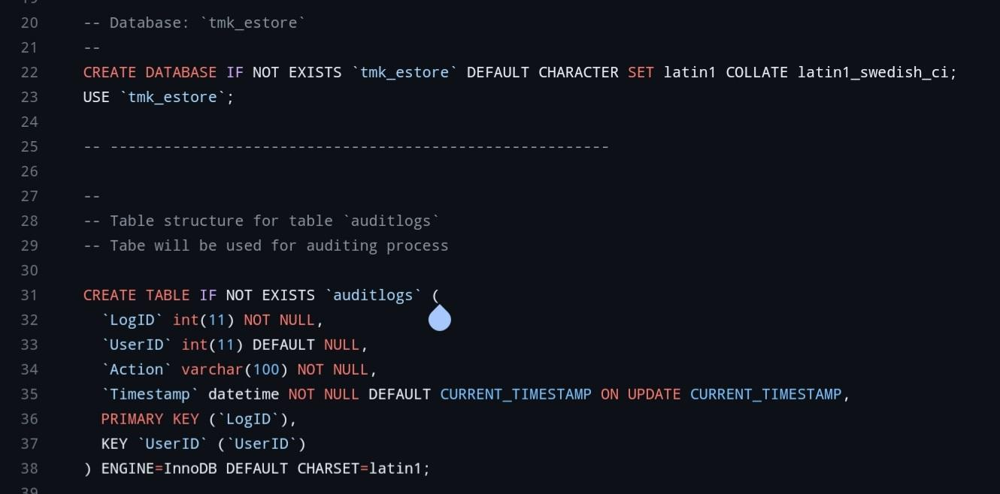 20 -- Database: `tmk_estore`
21 --
22 CREATE DATABASE IF NOT EXISTS `tmk_estore` DEFAULT CHARACTER SET latin1 COLLATE latin1_swedish_ci;
23 USE `tmk_estore`;
24
25 -- --------------------------------------------------------
26
27 --
28 -- Table structure for table `auditlogs`
29 -- Tabe will be used for auditing process
30
31 CREATE TABLE IF NOT EXISTS `auditlogs` (
32 `LogID` int(11) NOT NULL,
33 `UserID` int(11) DEFAULT NULL,
34 `Action` varchar(100) NOT NULL,
35 `Timestamp` datetime NOT NULL DEFAULT CURRENT_TIMESTAMP ON UPDATE CURRENT_TIMESTAMP,
36 PRIMARY KEY (`LogID`),
37 KEY `UserID` (`UserID`)
38 ) ENGINE=InnoDB DEFAULT CHARSET=latin1;